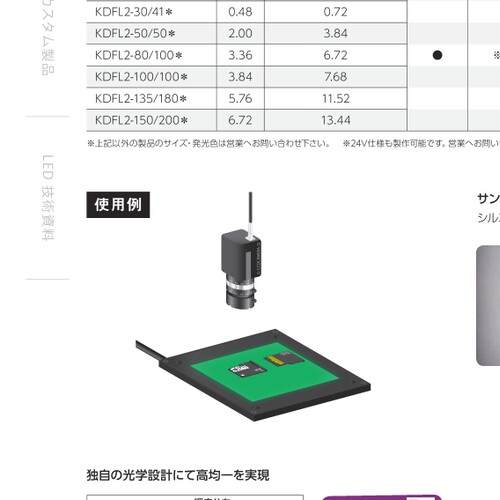 カスタム製品
LED 技術資料
KDFL2-30/41＊ 0.48 0.72
KDFL2-50/50＊ 2.00 3.84
KDFL2-80/100＊ 3.36 6.72 ● ※
KDFL2-100/100＊ 3.84 7.68
KDFL2-135/180＊ 5.76 11.52
KDFL2-150/200＊ 6.72 13.44
※上記以外の製品のサイズ・発光色は営業へお問い合わせ下さい。 ※24V仕様も製作可能です。営業へお問い
使用例
サン
シル
独自の光学設計にて高均一を実現